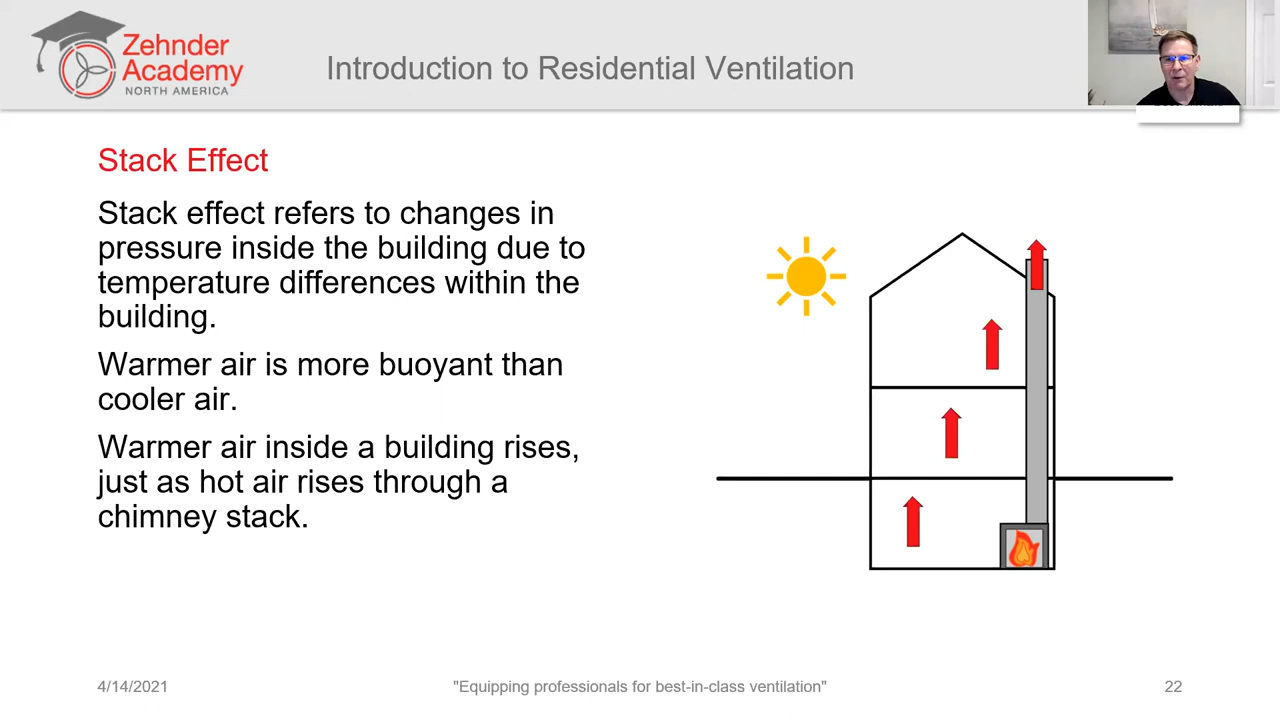 Zehnder
Academy
NORTH AMERICA
Introduction to Residential Ventilation
Stack Effect
Stack effect refers to changes in
pressure inside the building due to
temperature differences within the
building.
Warmer air is more buoyant than
cooler air.
Warmer air inside a building rises,
just as hot air rises through a
chimney stack.
4/14/2021
"Equipping professionals for best-in-class ventilation"
22